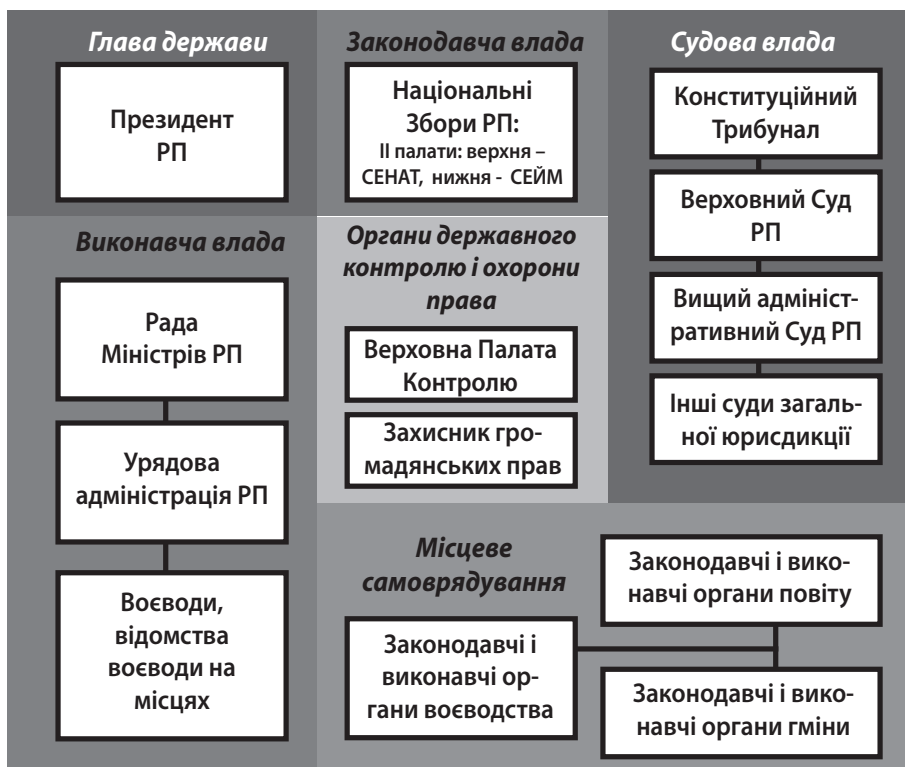 Глава держави
Президент
РП
Законодавча влада
Національні
Збори РП:
ІІ палати: верхня –
СЕНАТ, нижня - СЕЙМ
Судова влада
Конституційний
Трибунал
Верховний Суд
РП
Вищий адмініст-
ративний Суд РП
Інші суди загаль-
ної юрисдикції
Виконавча влада
Рада
Міністрів РП
Урядова
адміністрація РП
Воєводи,
відомства
воєводи на
місцях
Органи державного
контролю і охорони
права
Верховна Палата
Контролю
Захисник гро-
мадянських прав
Місцеве
самоврядування
Законодавчі і
виконавчі ор-
гани воєводства
Законодавчі і вико-
навчі органи повіту
Законодавчі і вико-
навчі органи гміни